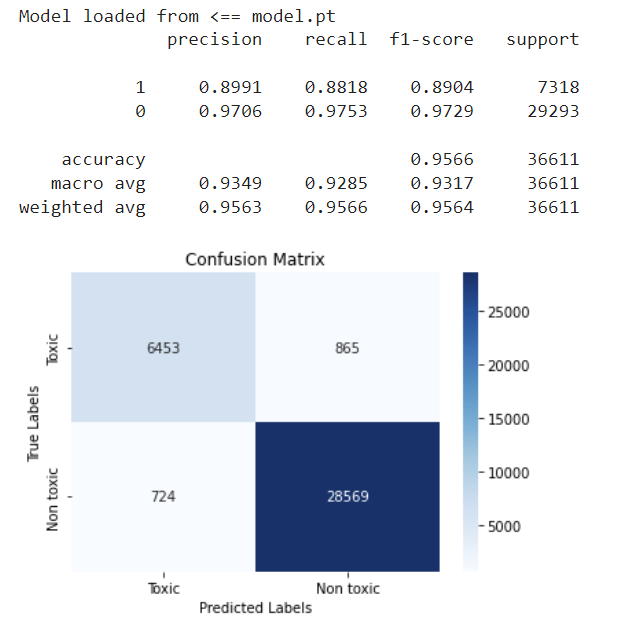 Model loaded from <== model.pt
precision recall f1-score support
1 0.8991 0.8818 0.8904 7318
0 0.9706 0.9753 0.9729 29293
accuracy 0.9566 36611
macro avg 0.9349 0.9285 0.9317 36611
weighted avg 0.9563 0.9566 0.9564 36611
Confusion Matrix
True Labels
Toxic
6453 865
Non toxic
724 28569
Toxic Non toxic
Predicted Labels
25000
20000
15000
10000
5000